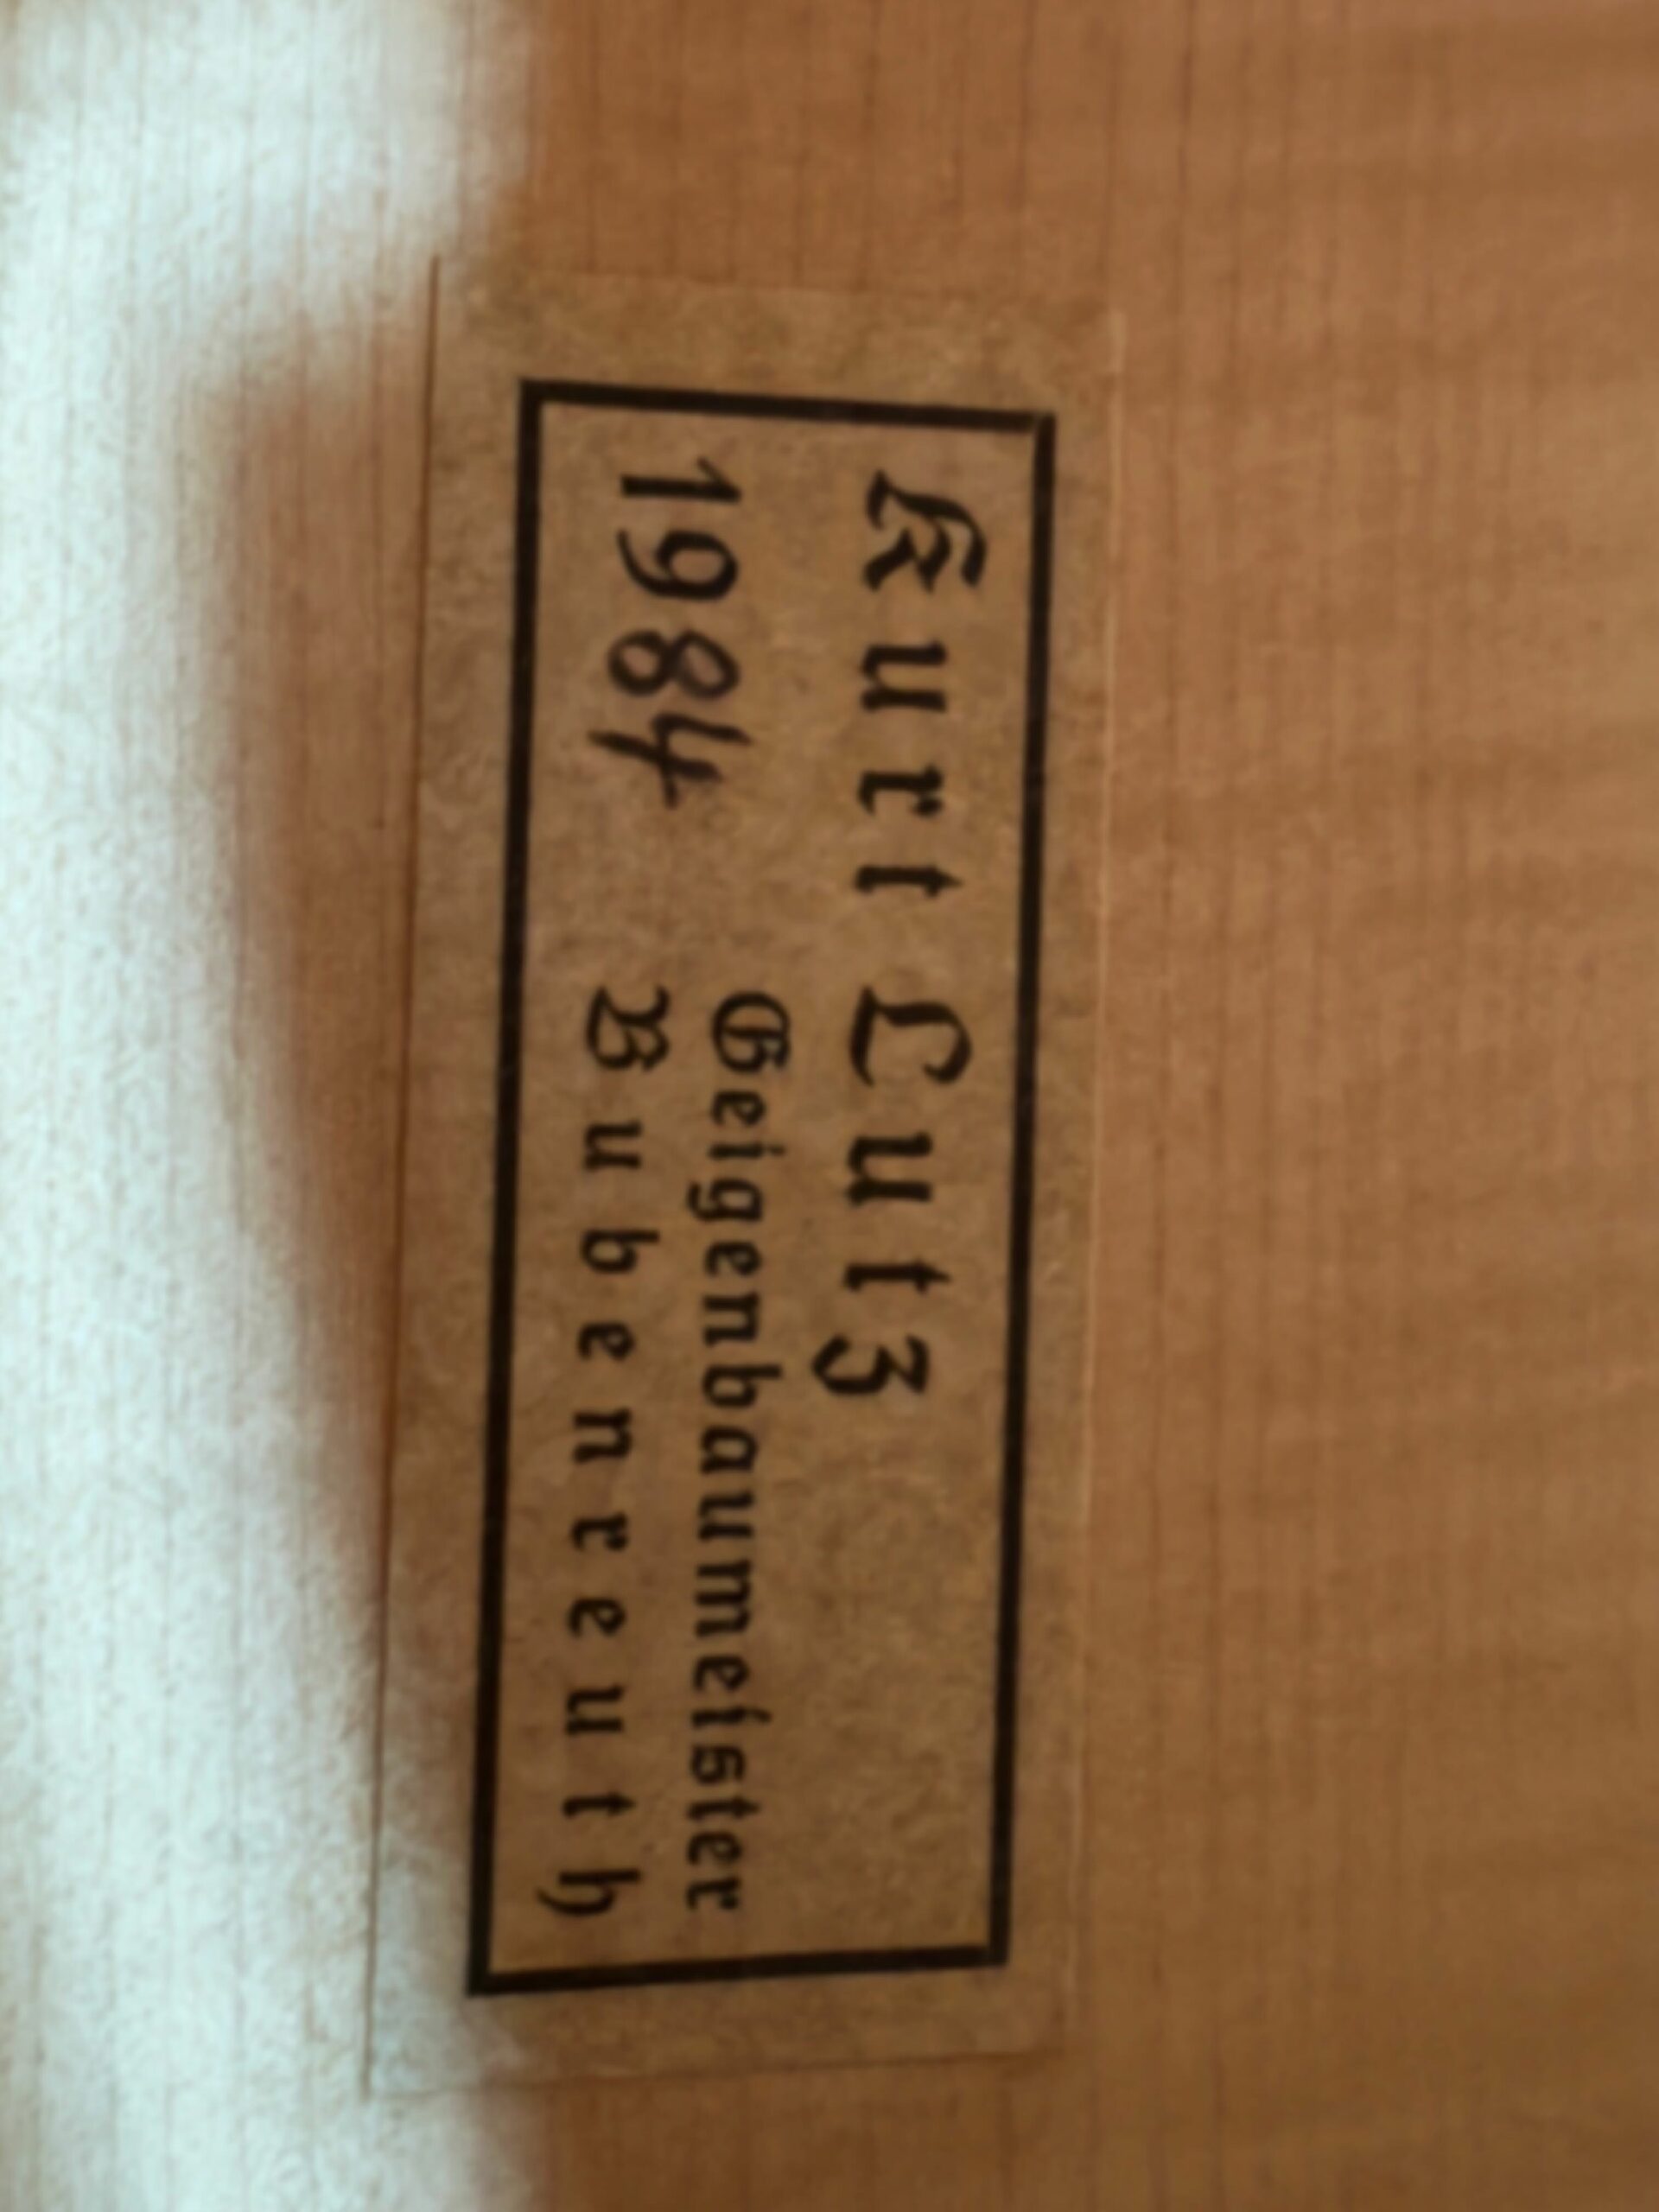 Kurt Lutz
Geigenbaumeister
1984 Bubenreuth